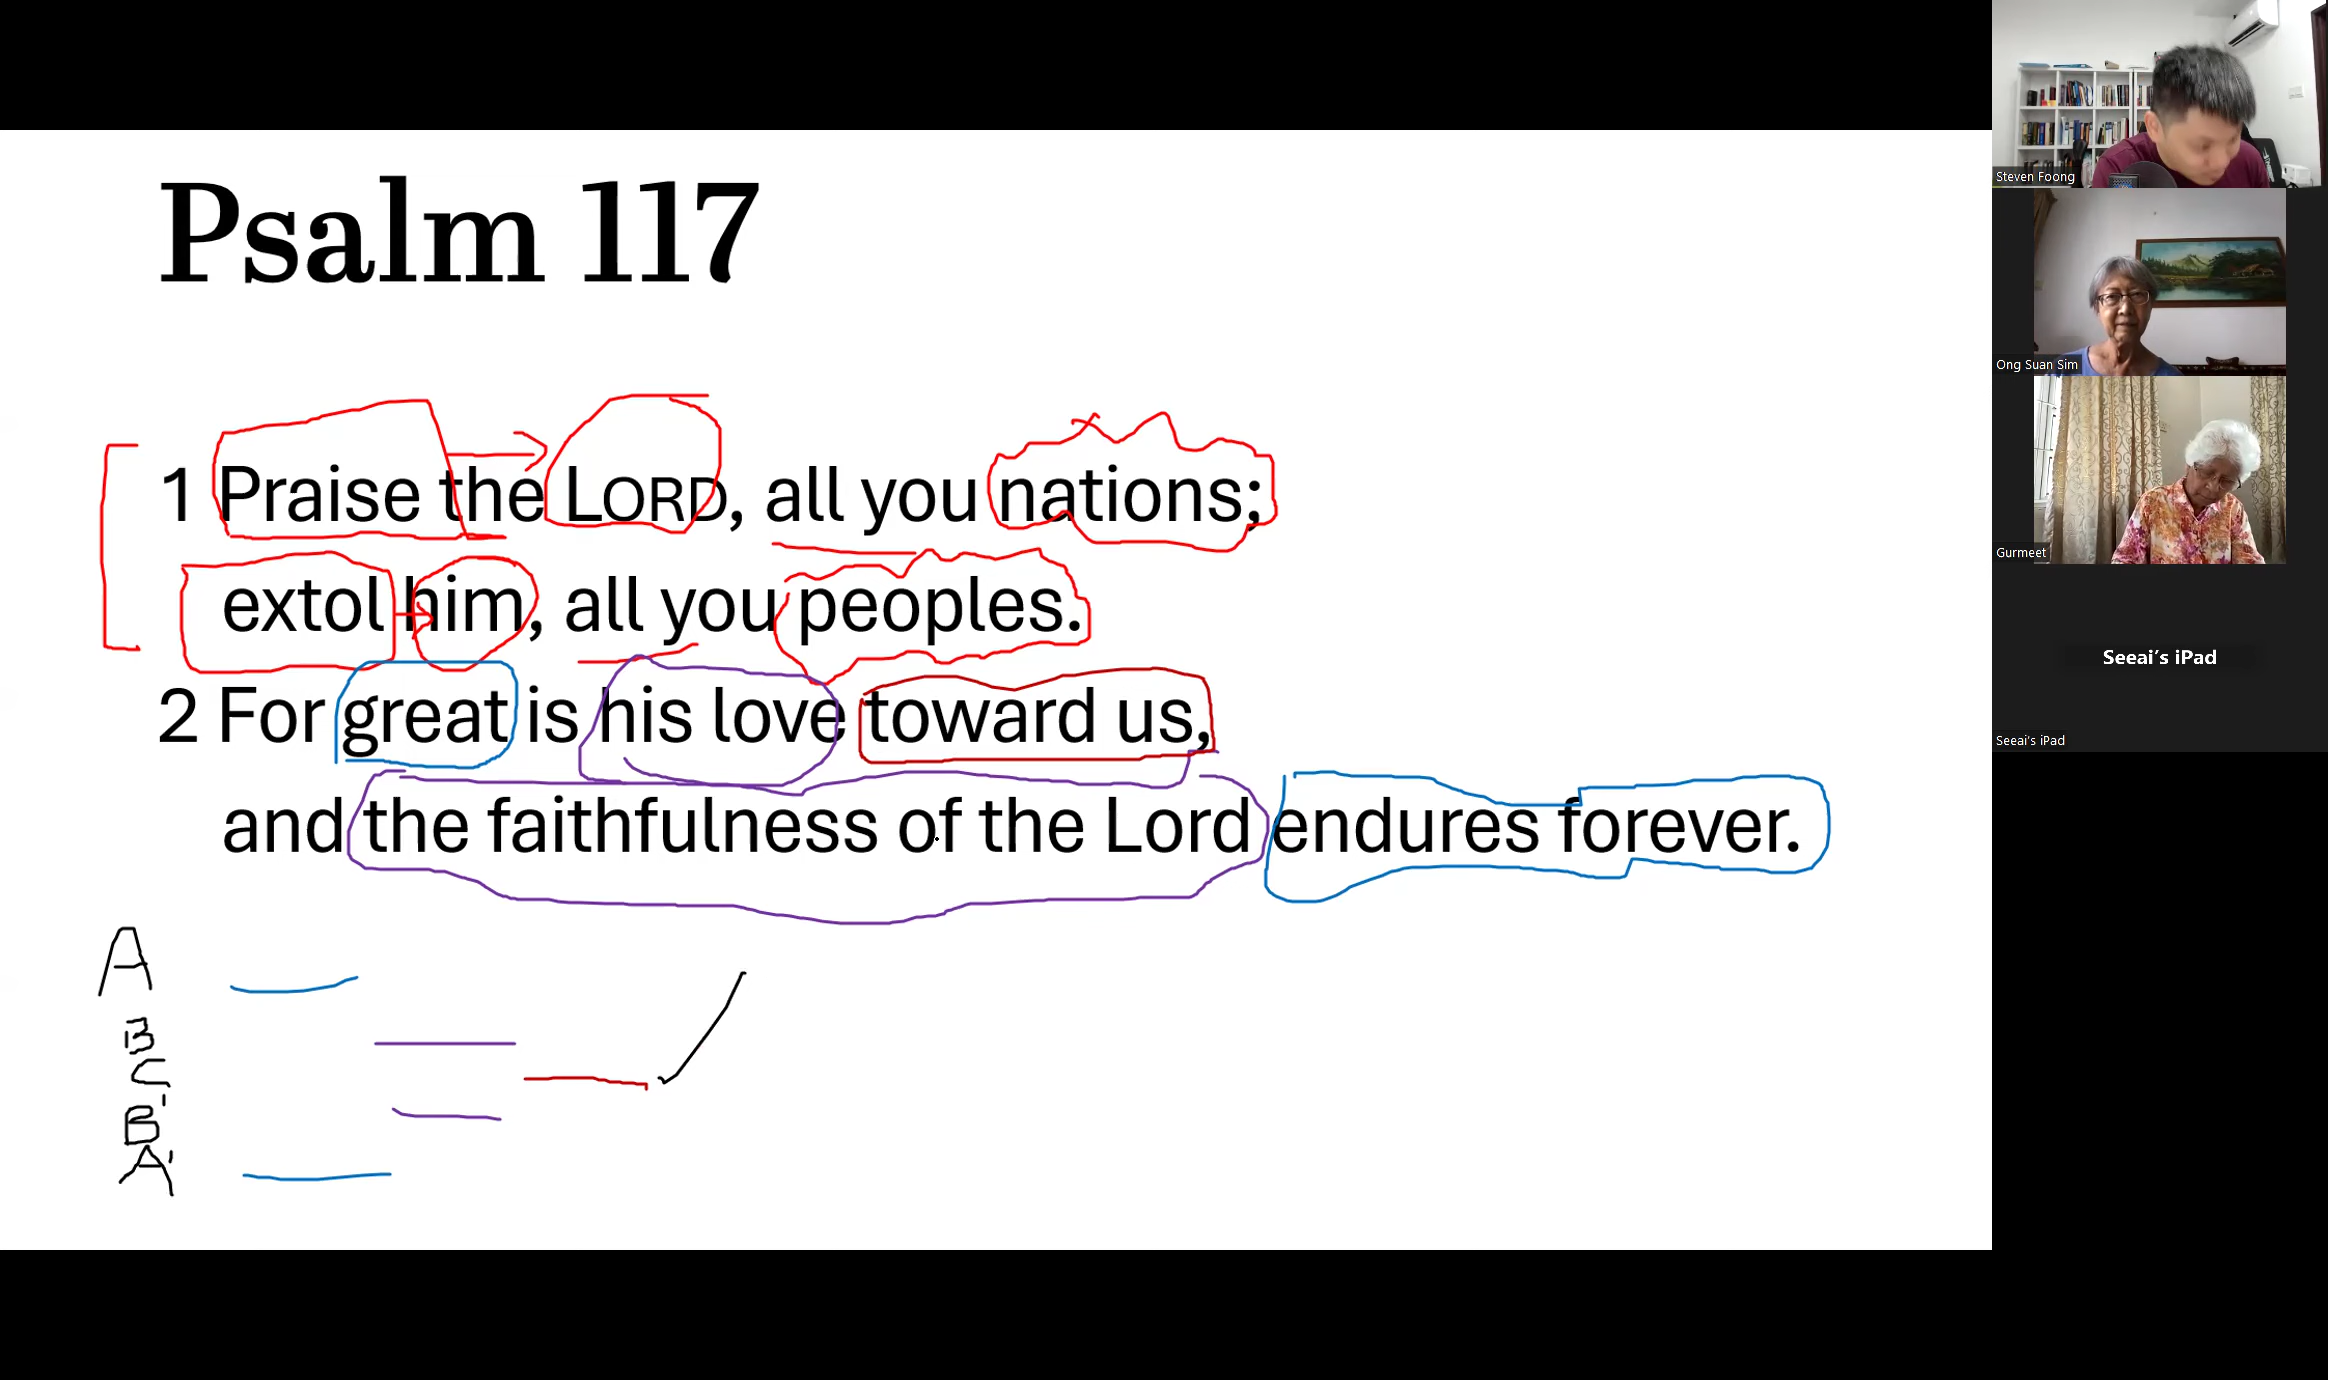 Psalm 117
1 Praise the LORD, all you nations;
extol him, all you peoples.
2 For great is his love toward us,
and the faithfulness of the Lord endures forever.
A
B
C
B'
A'
Steven Foong
Ong Suan Sim
Gurmeet
Seeai's iPad
Seeai's iPad